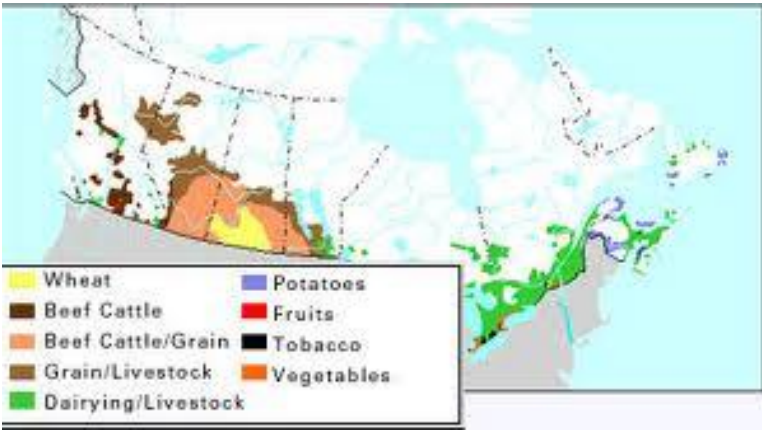 Wheat
Beef Cattle
Beef Cattle/Grain
Grain/Livestock
Dairying/Livestock
Potatoes
Fruits
Tobacco
Vegetables